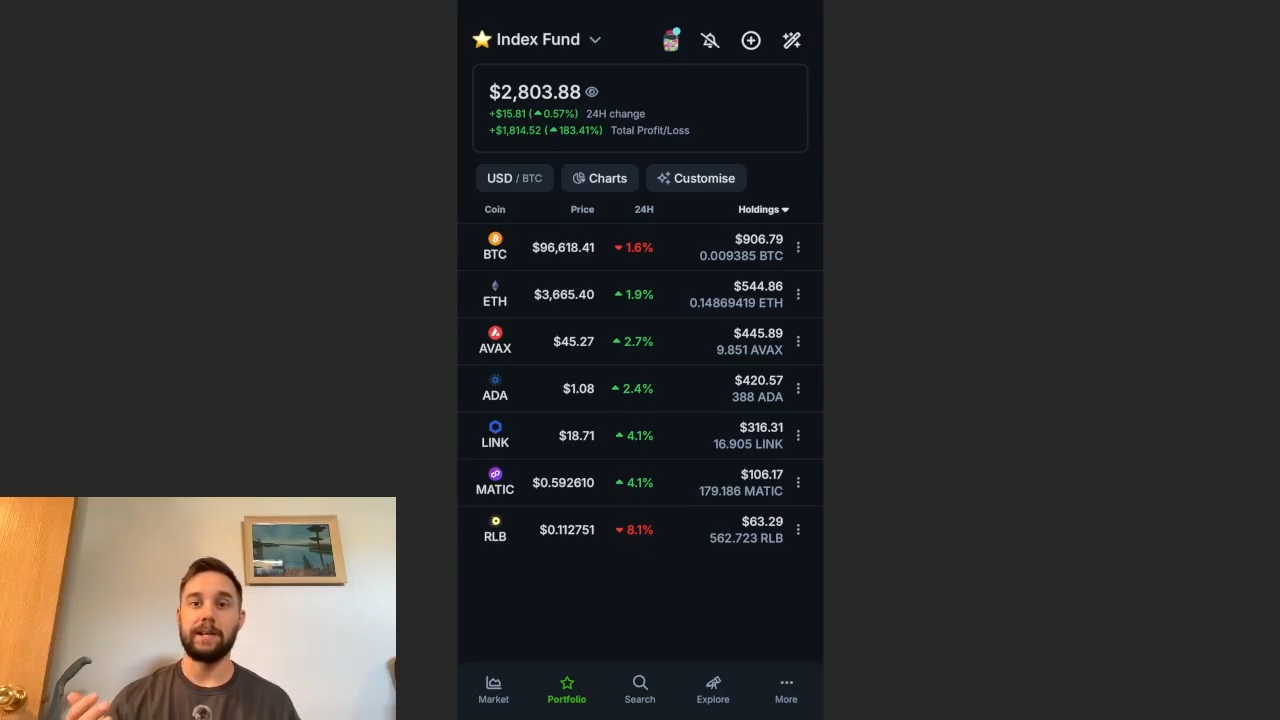 Index Fund
$2,803.88
+$15.81 (▲0.57%) 24H change
+$1,814.52 (▲183.41%) Total Profit/Loss
USD / BTC Charts Customise
Coin Price 24H Holdings
$906.79
BTC $96,618.41 1.6%
0.009385 BTC
$544.86
ETH $3,665.40 1.9%
0.14869419 ETH
$445.89
AVAX $45.27 2.7%
9.851 AVAX
$420.57
ADA $1.08 2.4%
388 ADA
$316.31
LINK $18.71 4.1%
16.905 LINK
$106.17
MATIC $0.592610 4.1%
179.186 MATIC
$63.29
RLB $0.112751 8.1%
562.723 RLB
Market Portfolio Search Explore More